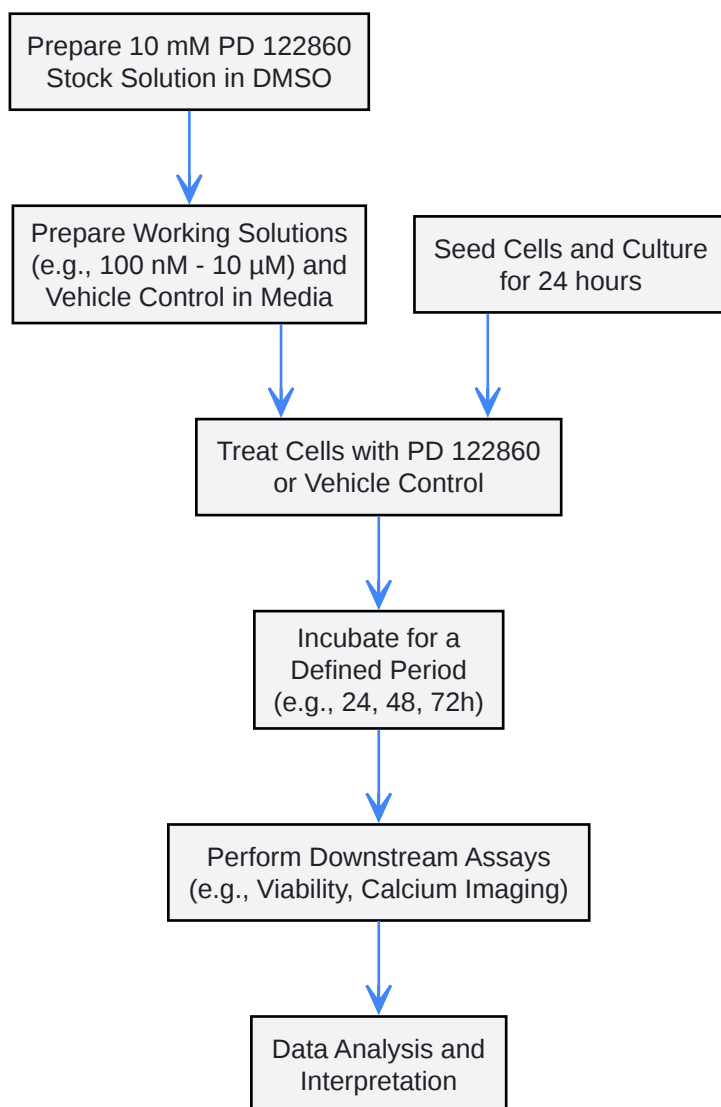 Prepare 10 mM PD 122860
Stock Solution in DMSO
Prepare Working Solutions
(e.g., 100 nM - 10 µM) and
Vehicle Control in Media
Seed Cells and Culture
for 24 hours
Treat Cells with PD 122860
or Vehicle Control
Incubate for a
Defined Period
(e.g., 24, 48, 72h)
Perform Downstream Assays
(e.g., Viability, Calcium Imaging)
Data Analysis and
Interpretation